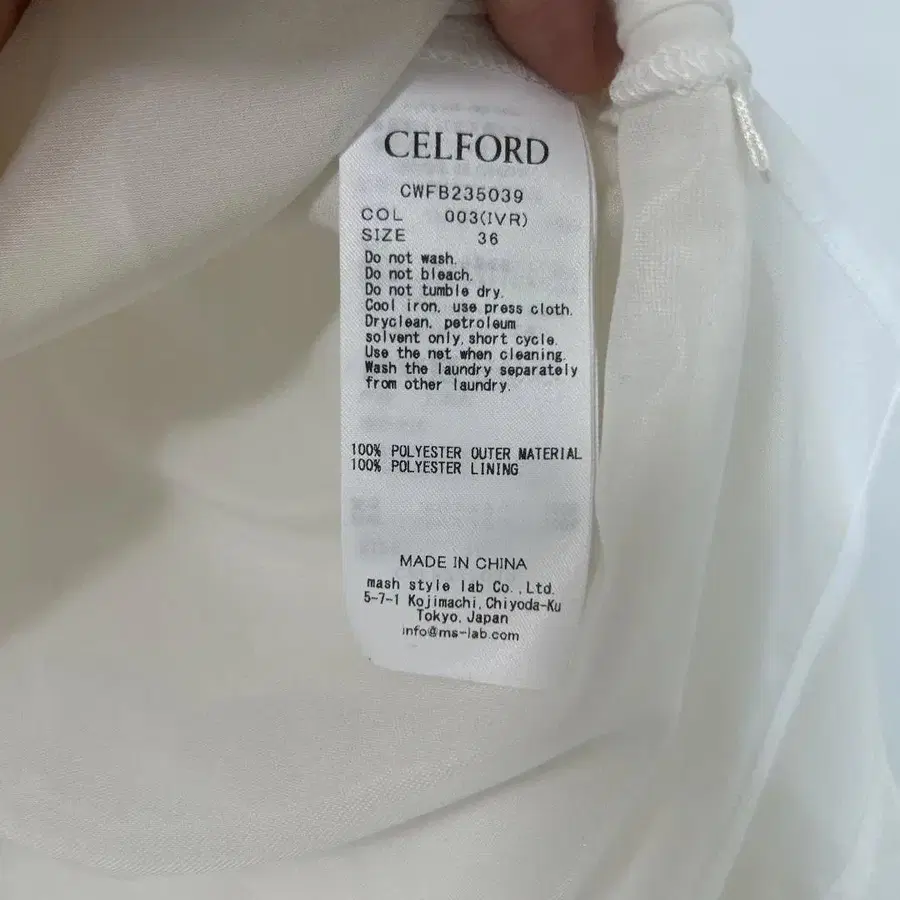 CELFORD
CWFB235039
COL 003(IVR)
SIZE 36
Do not wash.
Do not bleach.
Do not tumble dry.
Cool iron, use press cloth.
Dryclean, petroleum
solvent only,short cycle.
Use the net when cleaning.
Wash the laundry separately
from other laundry.
100% POLYESTER OUTER MATERIAL
100% POLYESTER LINING
MADE IN CHINA
mash style lab Co.,Ltd.
5-7-1 Kojimachi,Chiyoda-Ku
Tokyo,Japan
info@ms-lab.com